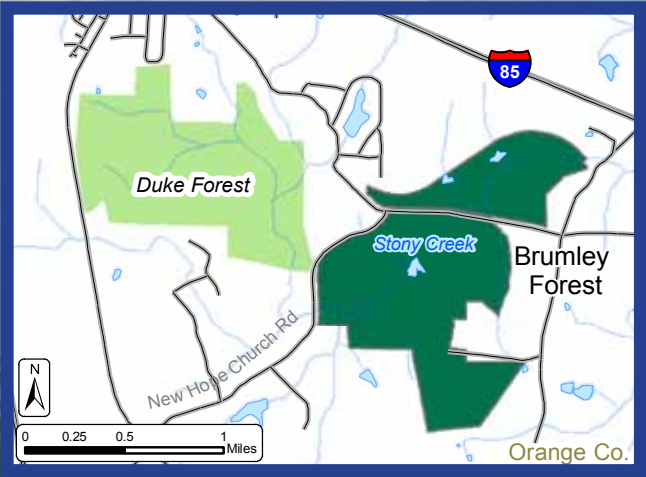 85
Duke Forest
Stony Creek
Brumley
Forest
New Hope Church Rd
N
0 0.25 0.5 1
Miles
Orange Co.